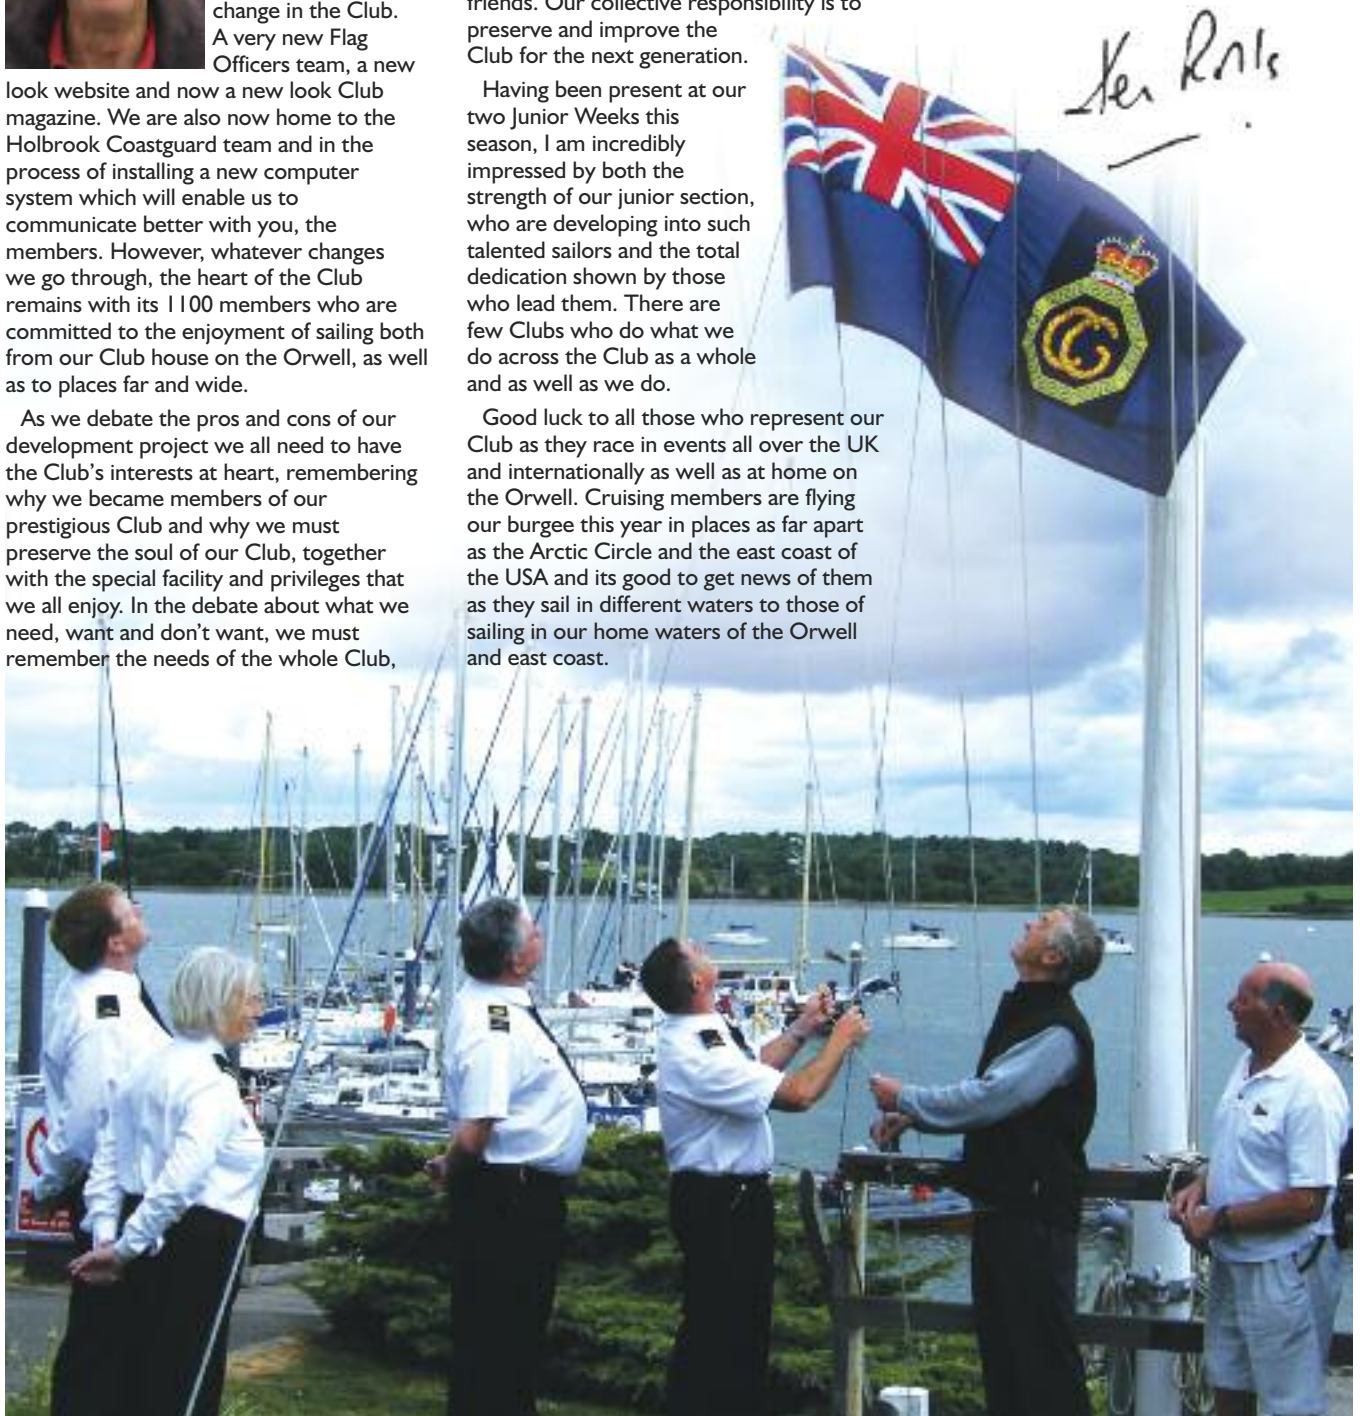 change in the Club.
A very new Flag
Officers team, a new
look website and now a new look Club
magazine. We are also now home to the
Holbrook Coastguard team and in the
process of installing a new computer
system which will enable us to
communicate better with you, the
members. However, whatever changes
we go through, the heart of the Club
remains with its 1100 members who are
committed to the enjoyment of sailing both
from our Club house on the Orwell, as well
as to places far and wide.
As we debate the pros and cons of our
development project we all need to have
the Club's interests at heart, remembering
why we became members of our
prestigious Club and why we must
preserve the soul of our Club, together
with the special facility and privileges that
we all enjoy. In the debate about what we
need, want and don't want, we must
remember the needs of the whole Club,
friends. Our collective responsibility is to
preserve and improve the
Club for the next generation.
Having been present at our
two Junior Weeks this
season, I am incredibly
impressed by both the
strength of our junior section,
who are developing into such
talented sailors and the total
dedication shown by those
who lead them. There are
few Clubs who do what we
do across the Club as a whole
and as well as we do.
Good luck to all those who represent our
Club as they race in events all over the UK
and internationally as well as at home on
the Orwell. Cruising members are flying
our burgee this year in places as far apart
as the Arctic Circle and the east coast of
the USA and its good to get news of them
as they sail in different waters to those of
sailing in our home waters of the Orwell
and east coast.